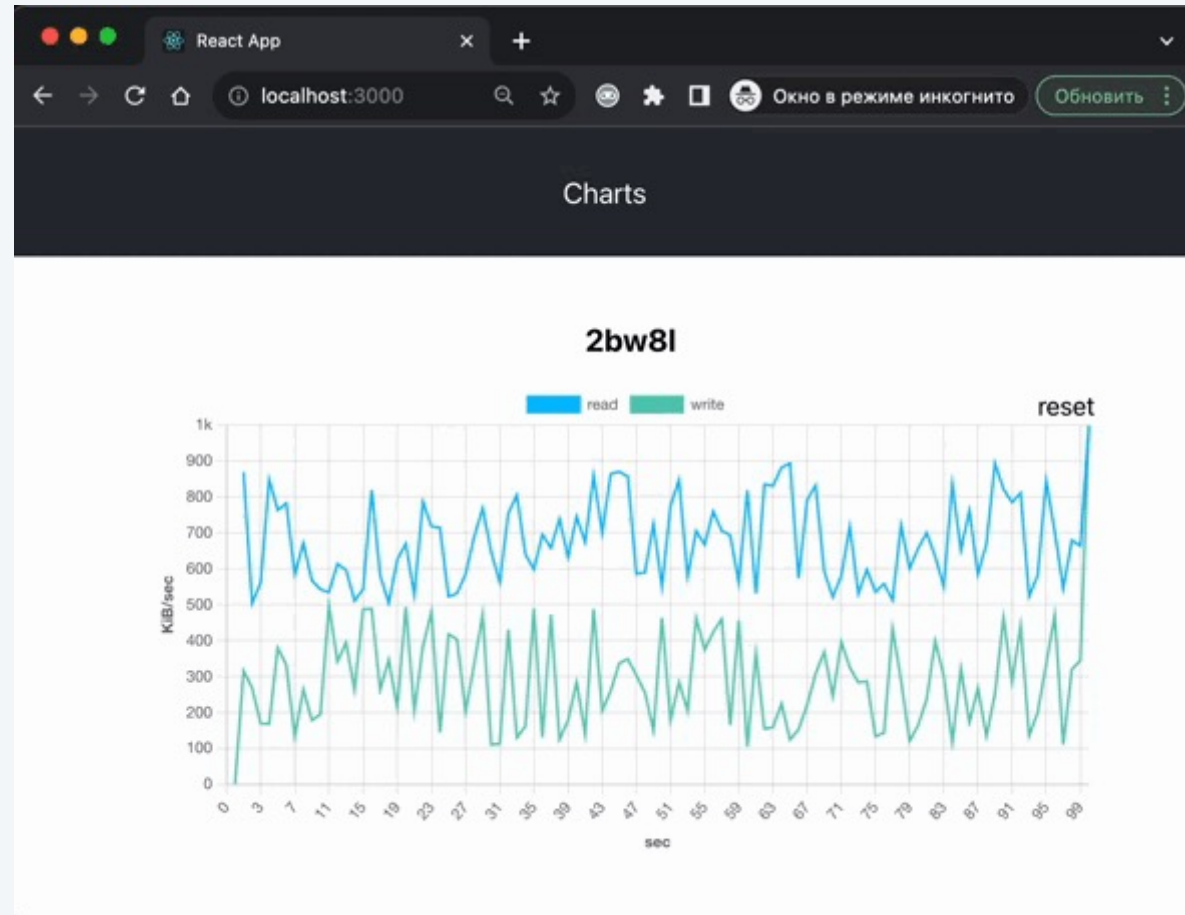 React App
localhost:3000 Окно в режиме инкогнито Обновить
Charts
2bw8l
read write
reset
1k
900
800
700
600
500
400
300
200
100
0
KiB/sec
0 3 7 11 15 19 23 27 31 35 39 43 47 51 55 59 63 67 71 75 79 83 87 91 95 99
sec